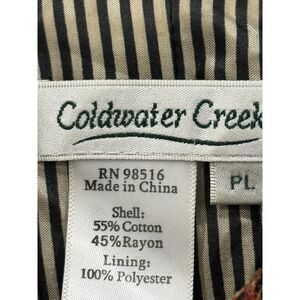 Coldwater Creek
PL
RN 98516
Made in China
Shell:
55% Cotton
45% Rayon
Lining:
100% Polyester